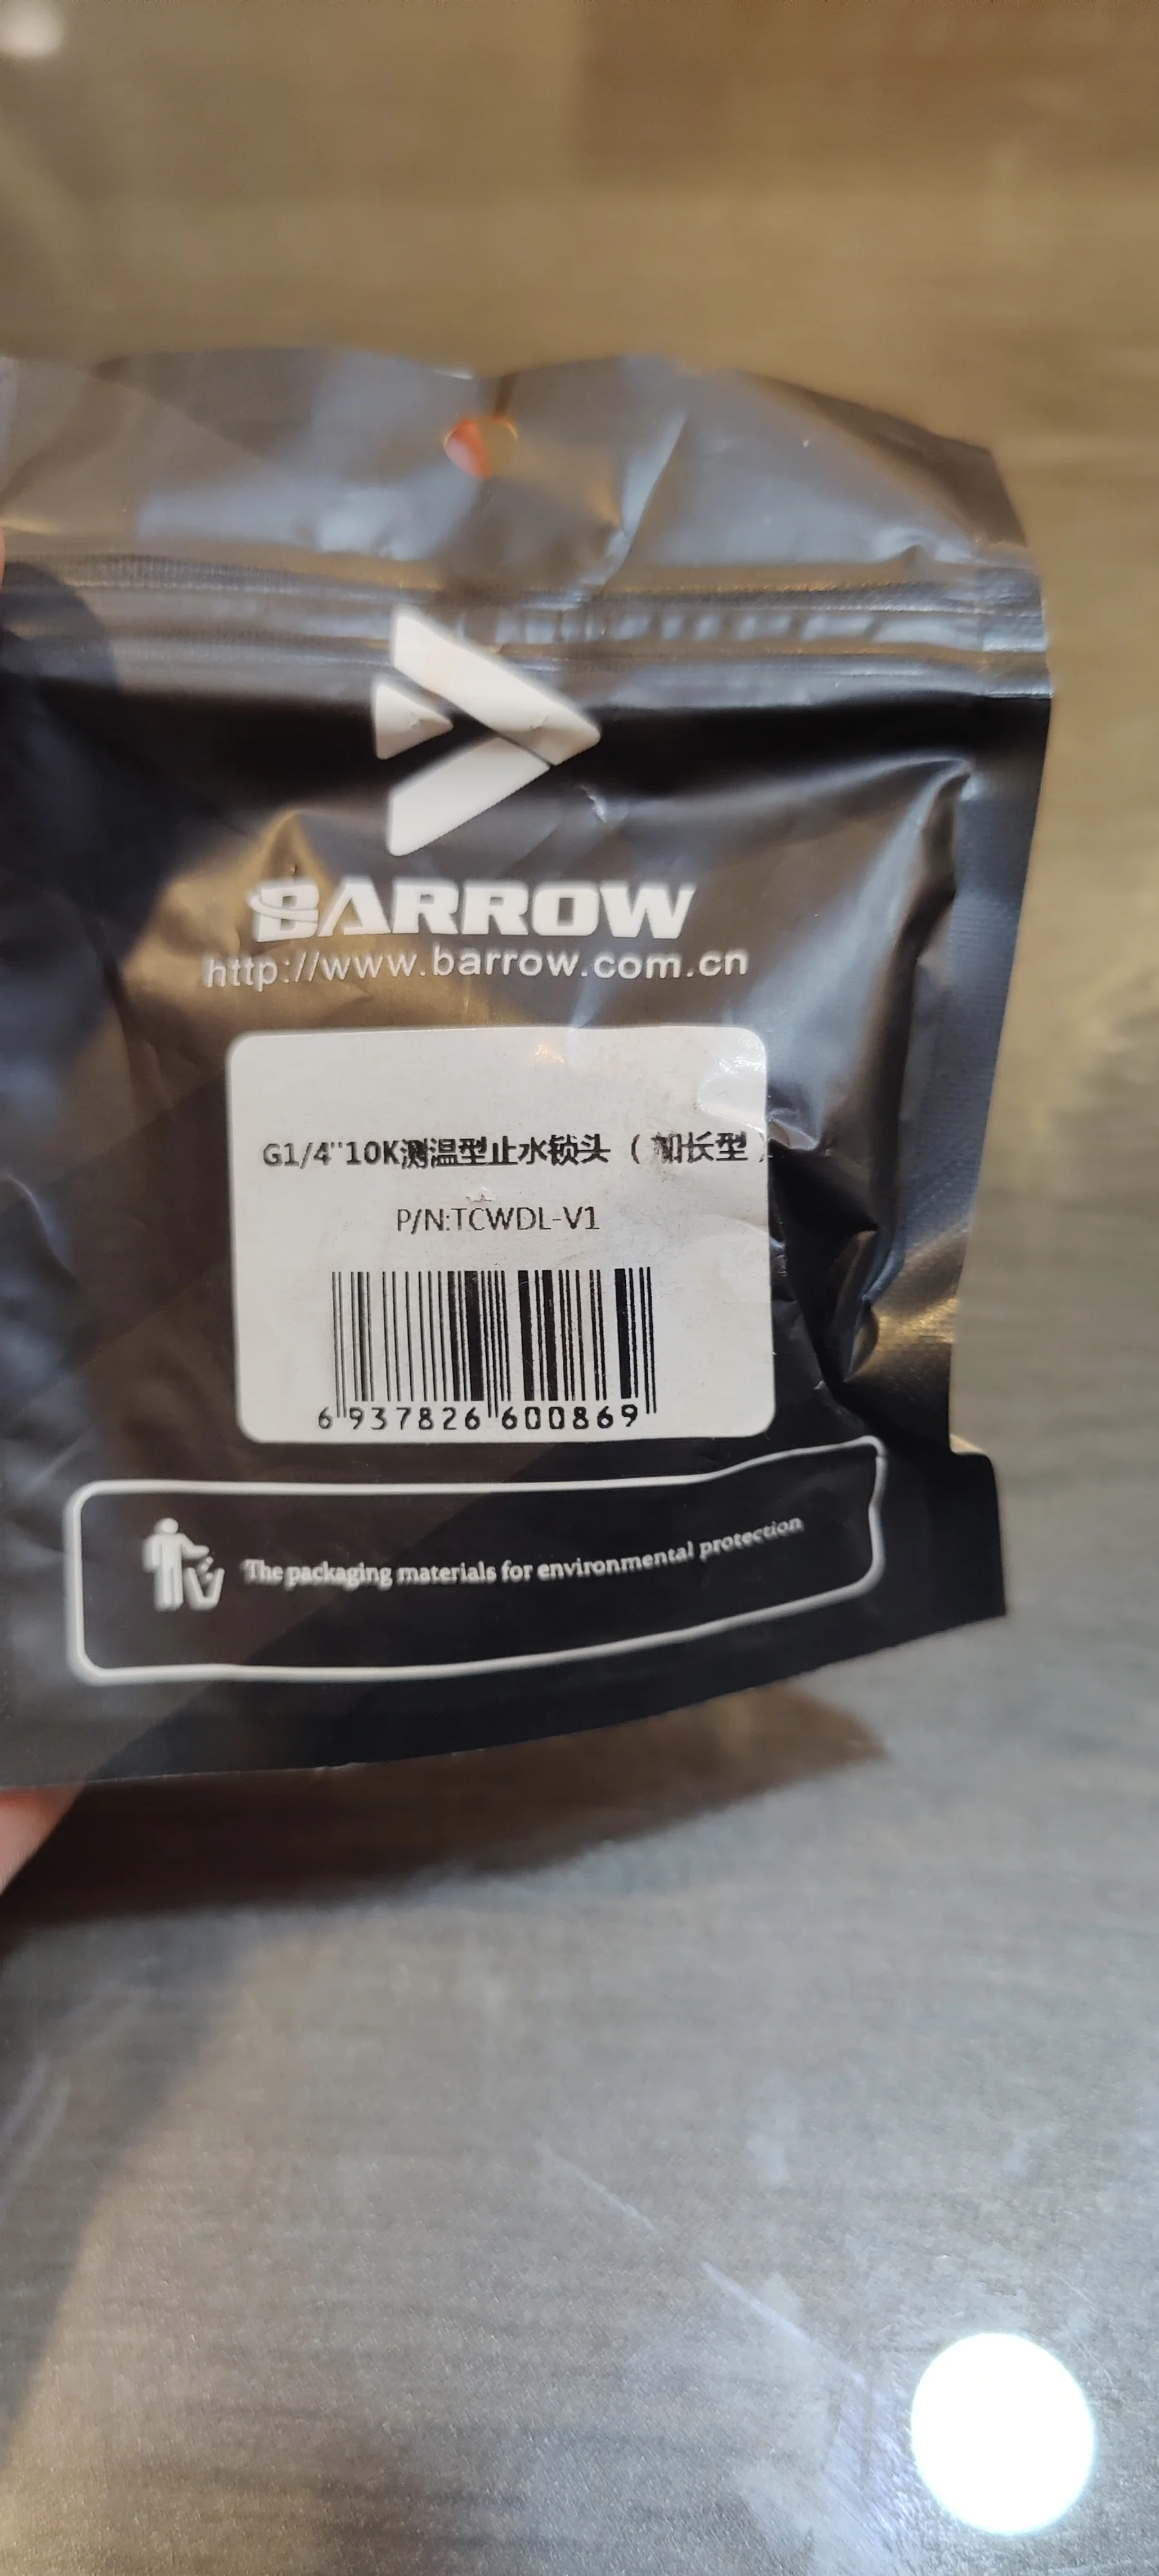 BARROW
http://www.barrow.com.cn
G1/4"10K测温型止水锁头（加长型）
P/N:TCWDL-V1
6 937826 600869
The packaging materials for environmental protection